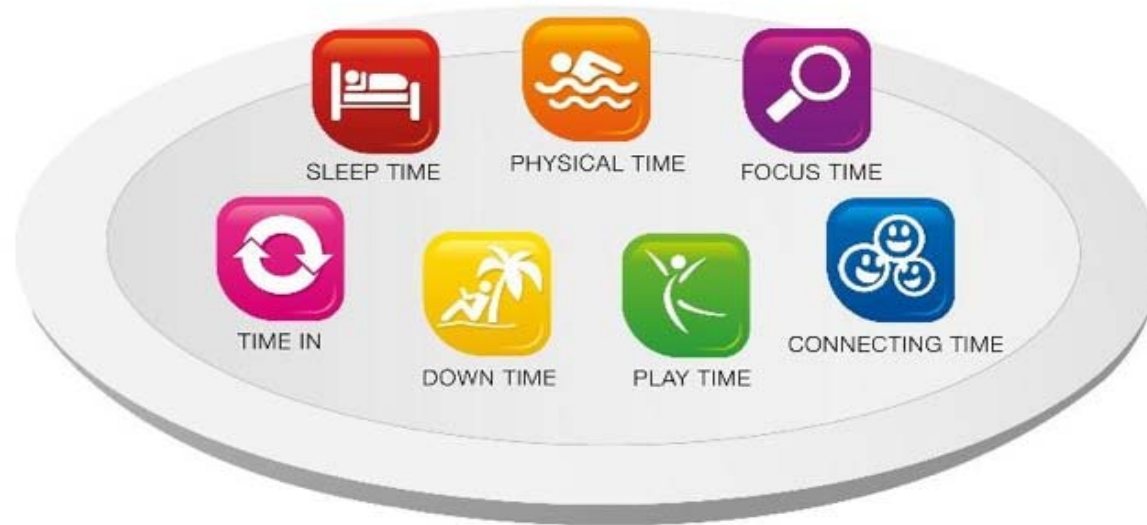 SLEEP TIME
PHYSICAL TIME
FOCUS TIME
TIME IN
DOWN TIME
PLAY TIME
CONNECTING TIME